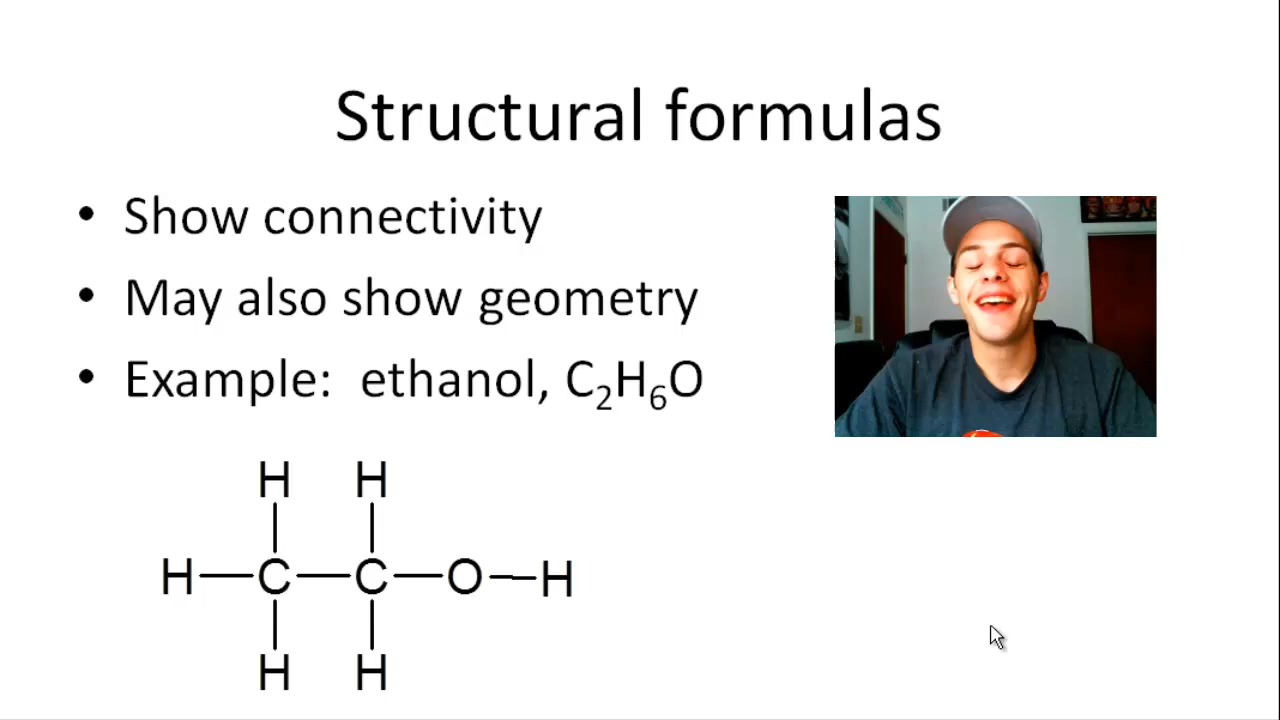 Structural formulas
• Show connectivity
• May also show geometry
• Example: ethanol, C₂H₆O
H H
H—C—C—O—H
H H